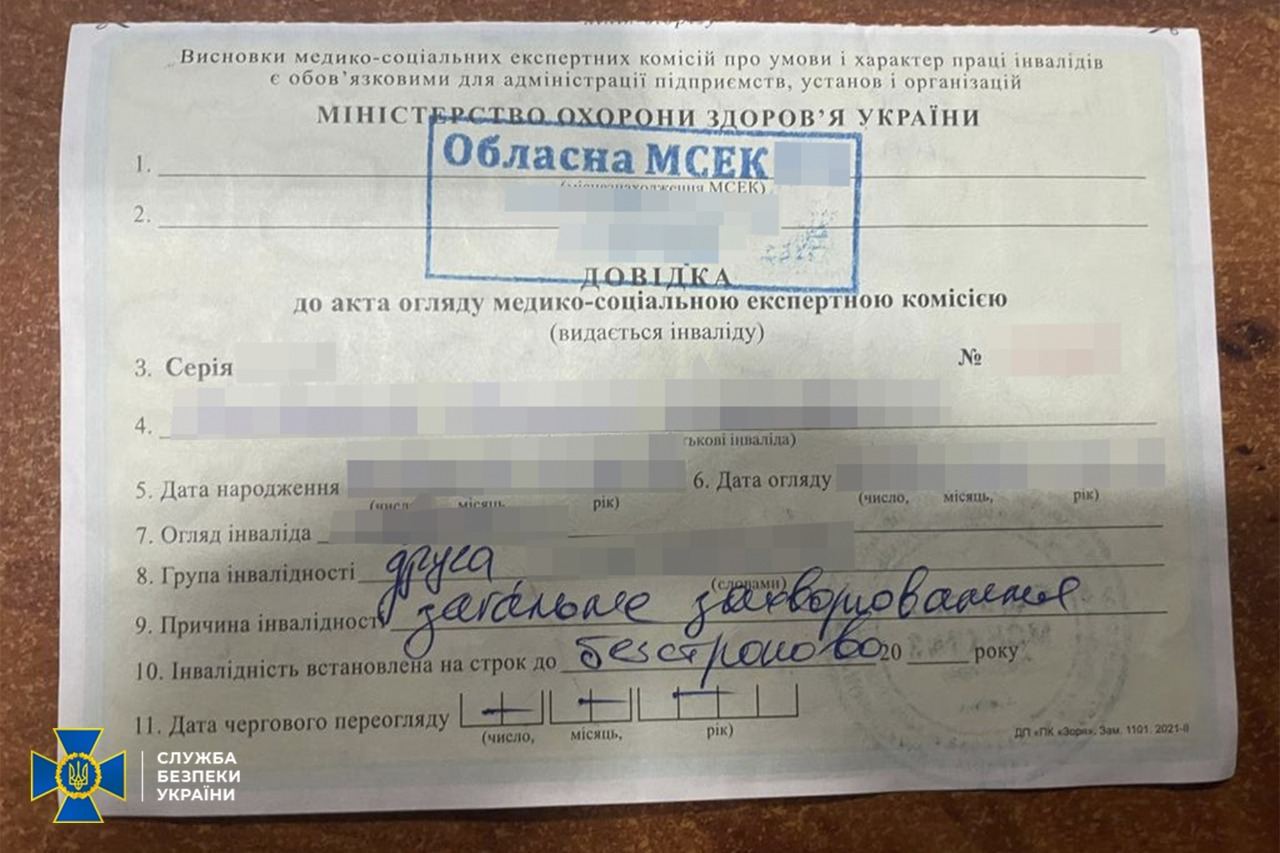 Висновки медико-соціальних експертних комісій про умови і характер праці інвалідів
є обов’язковими для адміністрації підприємств, установ і організацій
МІНІСТЕРСТВО ОХОРОНИ ЗДОРОВ’Я УКРАЇНИ
Обласна МСЕК
1.
МСЕК)
2.
ДОВІДКА
до акта огляду медико-соціальною експертною комісією
(видається інваліду)
3. Серія №
4.
інваліда)
5. Дата народження 6. Дата огляду
місяць, рік) (число, місяць, рік)
7. Огляд інваліда
8. Група інвалідності друга
(словами)
9. Причина інвалідності загальне захворювання
10. Інвалідність встановлена на строк до безстроково 20 року
11. Дата чергового переогляду
(число, місяць, рік)
ДП «ПК «Зоря». Зам. 1101. 2021-8
СЛУЖБА
БЕЗПЕКИ
УКРАЇНИ